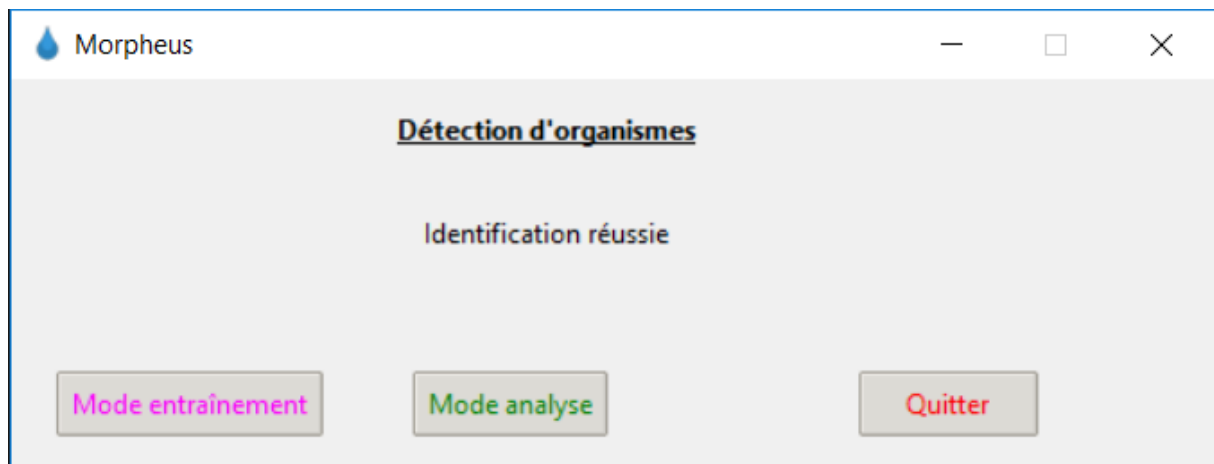 Morpheus
Détection d'organismes
Identification réussie
Mode entraînement Mode analyse Quitter